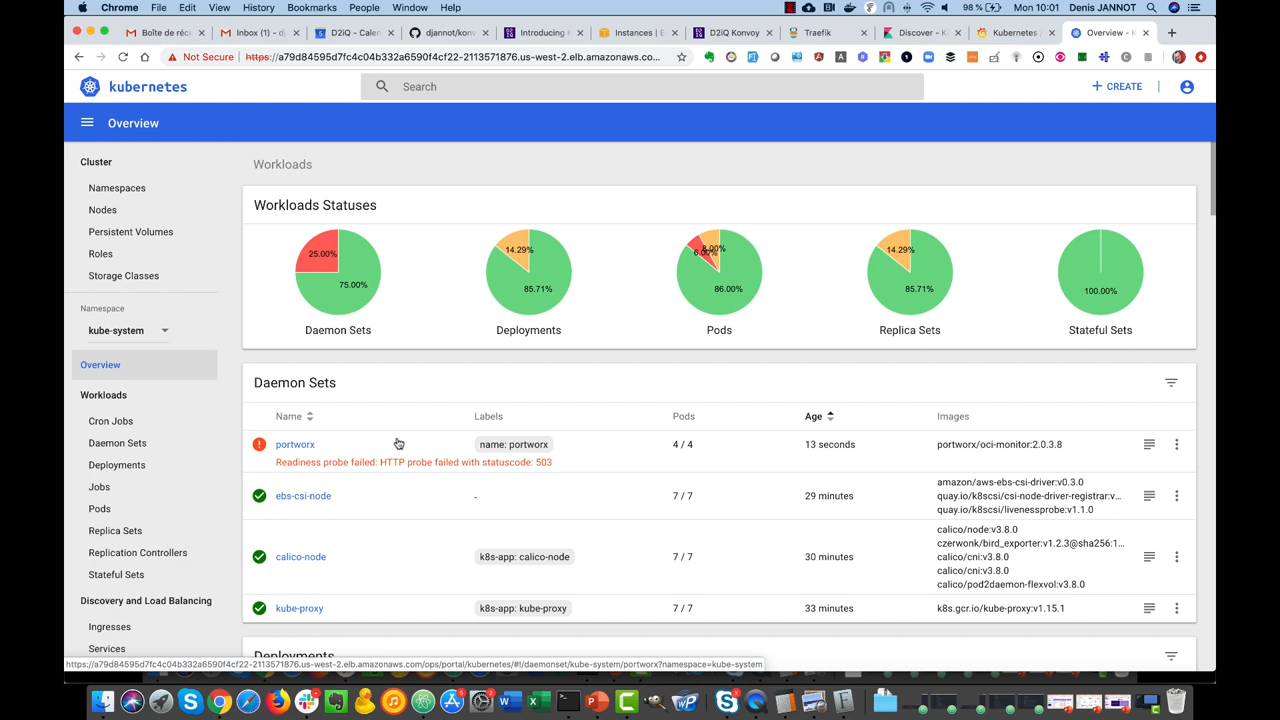 Chrome File Edit View History Bookmarks People Window Help 98 % Mon 10:01 Denis JANNOT
Boîte de réc Inbox (1) - d D2iQ - Calen djannot/kon Introducing Instances | E D2iQ Konvoy Traefik Discover - K Kubernetes / Overview - K
Not Secure https://a79d84595d7fc4c04b332a6590f4cf22-2113571876.us-west-2.elb.amazonaws.co...
kubernetes Search + CREATE
Overview
Cluster
Namespaces
Nodes
Persistent Volumes
Roles
Storage Classes
Namespace
kube-system
Overview
Workloads
Cron Jobs
Daemon Sets
Deployments
Jobs
Pods
Replica Sets
Replication Controllers
Stateful Sets
Discovery and Load Balancing
Ingresses
Services
Workloads
Workloads Statuses
25.00% 75.00%
14.29% 85.71%
6.00% 8.00% 86.00%
14.29% 85.71%
100.00%
Daemon Sets Deployments Pods Replica Sets Stateful Sets
Daemon Sets
Name Labels Pods Age Images
portworx name: portworx 4 / 4 13 seconds portworx/oci-monitor:2.0.3.8
Readiness probe failed: HTTP probe failed with statuscode: 503
ebs-csi-node - 7 / 7 29 minutes amazon/aws-ebs-csi-driver:v0.3.0
quay.io/k8scsi/csi-node-driver-registrar:v...
quay.io/k8scsi/livenessprobe:v1.1.0
calico-node k8s-app: calico-node 7 / 7 30 minutes calico/node:v3.8.0
czerwonk/bird_exporter:v1.2.3@sha256:1...
calico/cni:v3.8.0
calico/cni:v3.8.0
calico/pod2daemon-flexvol:v3.8.0
kube-proxy k8s-app: kube-proxy 7 / 7 33 minutes k8s.gcr.io/kube-proxy:v1.15.1
Deployments
https://a79d84595d7fc4c04b332a6590f4cf22-2113571876.us-west-2.elb.amazonaws.com/ops/portal/kubernetes/#!/daemonset/kube-system/portworx?namespace=kube-system